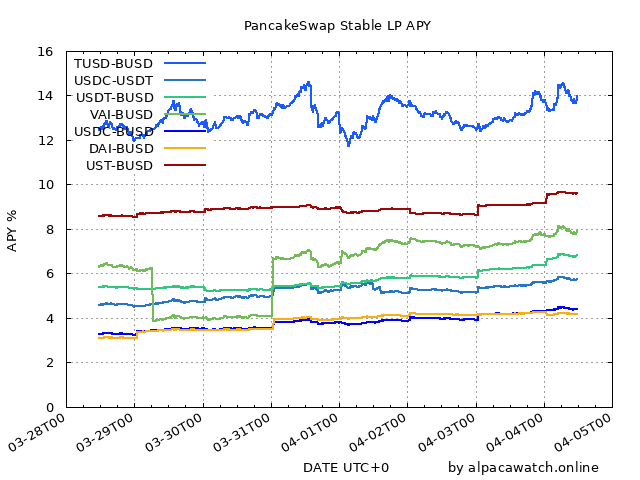 PancakeSwap Stable LP APY
16
14
12
10
8
6
4
2
0
APY %
TUSD-BUSD
USDC-USDT
USDT-BUSD
VAI-BUSD
USDC-BUSD
DAI-BUSD
UST-BUSD
03-28T00
03-29T00
03-30T00
03-31T00
04-01T00
04-02T00
04-03T00
04-04T00
04-05T00
DATE UTC+0
by alpacawatch.online